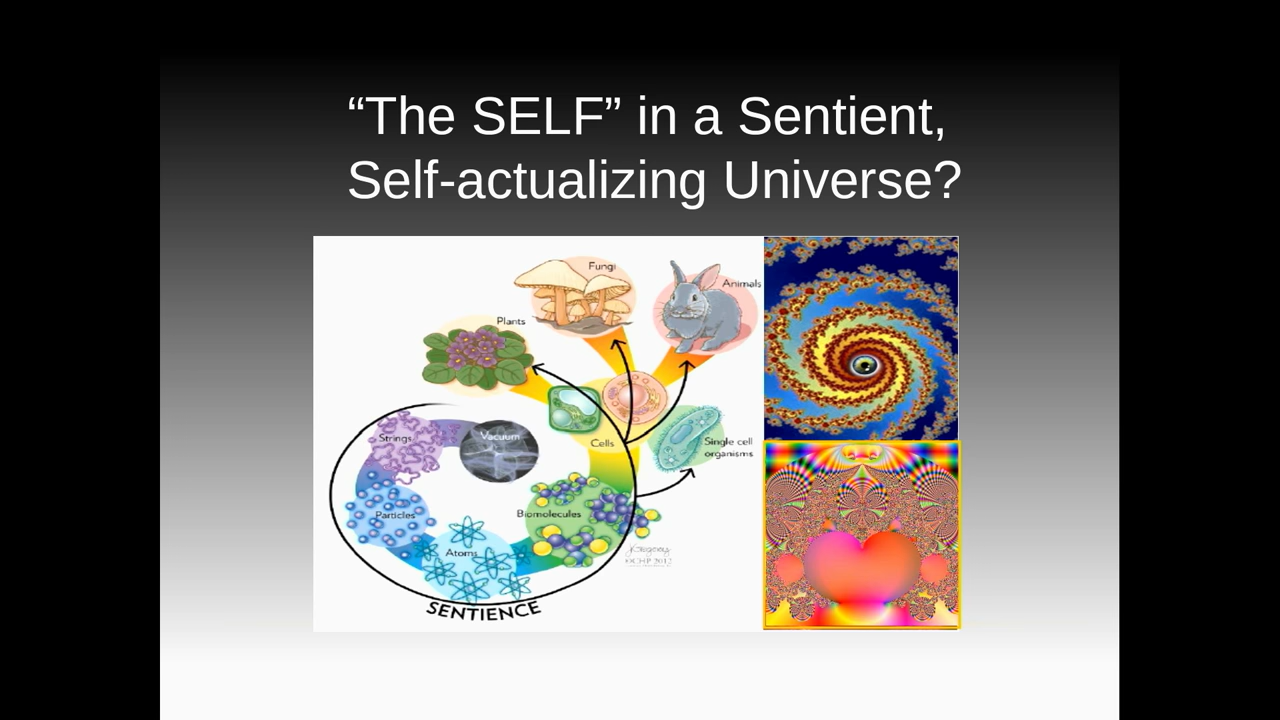 “The SELF” in a Sentient,
Self-actualizing Universe?
Fungi
Animals
Plants
Strings
Vacuum
Cells
Single cell
organisms
Particles
Biomolecules
Atoms
SENTIENCE